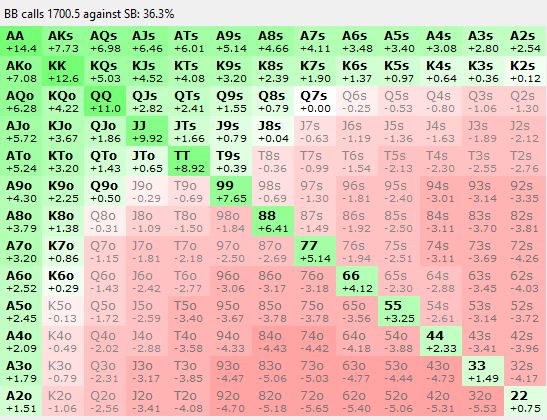 BB calls 1700.5 against SB: 36.3%
AA AKs AQs AJs ATs A9s A8s A7s A6s A5s A4s A3s A2s
+14.4 +7.73 +6.98 +6.46 +6.01 +5.14 +4.66 +4.11 +3.48 +3.40 +3.08 +2.80 +2.54
AKo KK KQs KJs KTs K9s K8s K7s K6s K5s K4s K3s K2s
+7.08 +12.6 +5.03 +4.52 +4.08 +3.20 +2.39 +1.90 +1.37 +0.97 +0.64 +0.36 +0.12
AQo KQo QQ QJs QTs Q9s Q8s Q7s Q6s Q5s Q4s Q3s Q2s
+6.28 +4.22 +11.0 +2.82 +2.41 +1.55 +0.79 +0.00 -0.25 -0.53 -0.80 -1.06 -1.30
AJo KJo QJo JJ JTs J9s J8s J7s J6s J5s J4s J3s J2s
+5.72 +3.67 +1.86 +9.92 +1.66 +0.79 +0.04 -0.63 -1.19 -1.36 -1.63 -1.89 -2.12
ATo KTo QTo JTo TT T9s T8s T7s T6s T5s T4s T3s T2s
+5.24 +3.20 +1.43 +0.65 +8.92 +0.39 -0.36 -0.99 -1.54 -2.13 -2.30 -2.55 -2.76
A9o K9o Q9o J9o T9o 99 98s 97s 96s 95s 94s 93s 92s
+4.30 +2.25 +0.50 -0.29 -0.69 +7.65 -0.69 -1.30 -1.81 -2.40 -3.01 -3.14 -3.35
A8o K8o Q8o J8o T8o 98o 88 87s 86s 85s 84s 83s 82s
+3.79 +1.38 -0.31 -1.09 -1.50 -1.84 +6.41 -1.49 -1.92 -2.50 -3.11 -3.70 -3.81
A7o K7o Q7o J7o T7o 97o 87o 77 76s 75s 74s 73s 72s
+3.20 +0.86 -1.15 -1.81 -2.18 -2.50 -2.69 +5.14 -1.94 -2.51 -3.11 -3.69 -4.26
A6o K6o Q6o J6o T6o 96o 86o 76o 66 65s 64s 63s 62s
+2.52 +0.29 -1.43 -2.42 -2.77 -3.06 -3.17 -3.18 +4.12 -2.30 -2.88 -3.45 -4.03
A5o K5o Q5o J5o T5o 95o 85o 75o 65o 55 54s 53s 52s
+2.45 -0.13 -1.72 -2.59 -3.40 -3.67 -3.78 -3.78 -3.56 +3.25 -2.61 -3.14 -3.72
A4o K4o Q4o J4o T4o 94o 84o 74o 64o 54o 44 43s 42s
+2.09 -0.49 -2.02 -2.88 -3.58 -4.33 -4.43 -4.42 -4.18 -3.88 +2.33 -3.41 -3.96
A3o K3o Q3o J3o T3o 93o 83o 73o 63o 53o 43o 33 32s
+1.79 -0.79 -2.31 -3.17 -3.85 -4.47 -5.06 -5.03 -4.77 -4.44 -4.73 +1.49 -4.17
A2o K2o Q2o J2o T2o 92o 82o 72o 62o 52o 42o 32o 22
+1.51 -1.06 -2.56 -3.41 -4.08 -4.70 -5.18 -5.65 -5.40 -5.06 -5.31 -5.53 +0.75